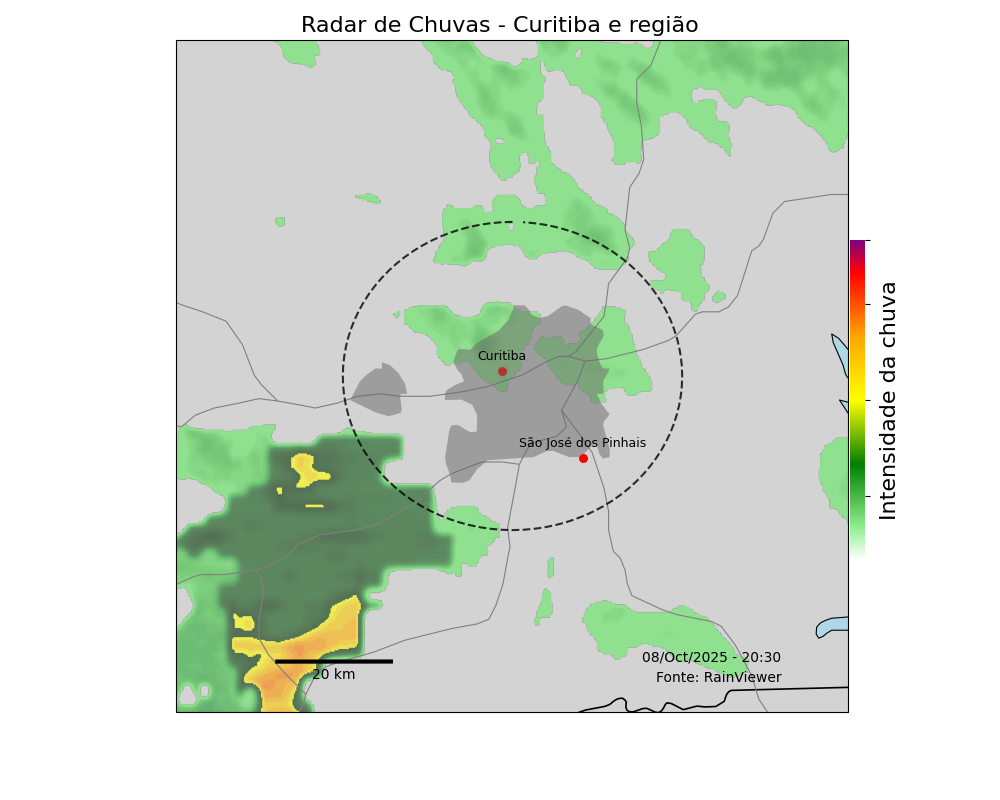 Radar de Chuvas - Curitiba e região
Curitiba
São José dos Pinhais
Intensidade da chuva
08/Oct/2025 - 20:30
Fonte: RainViewer
20 km